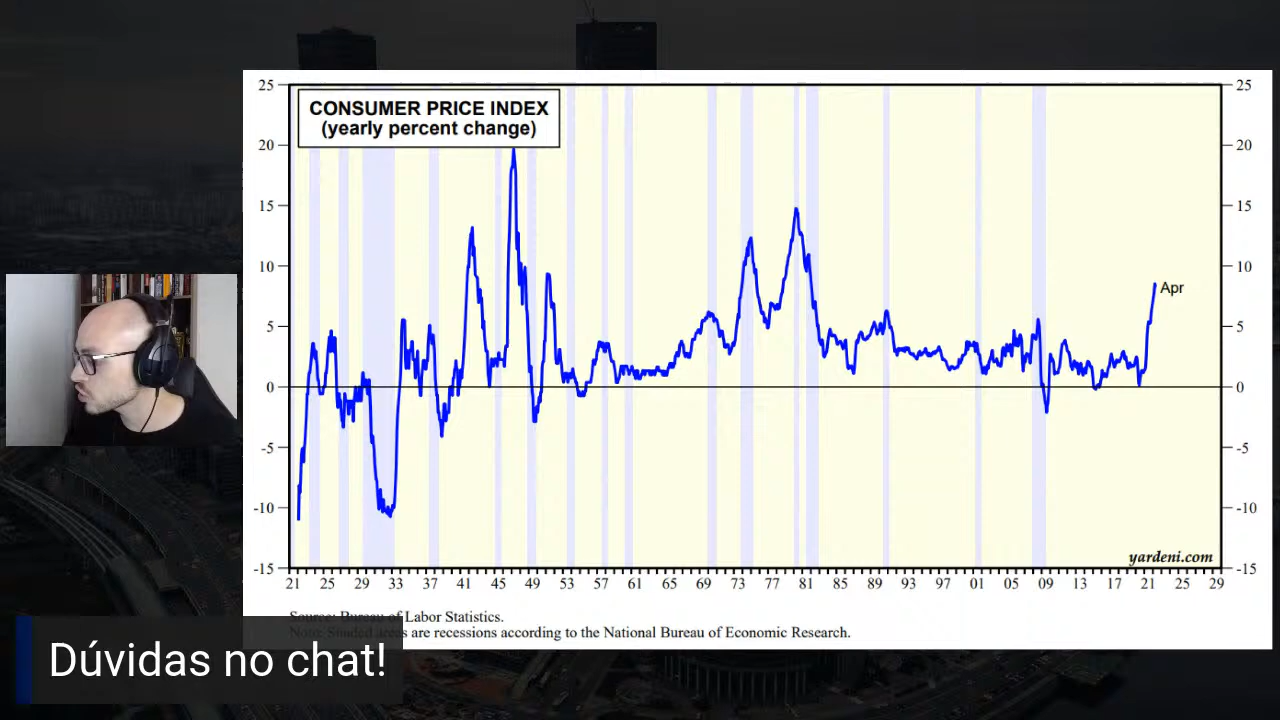 CONSUMER PRICE INDEX
(yearly percent change)
25
20
15
10
5
0
-5
-10
-15
25
20
15
10
5
0
-5
-10
-15
Apr
yardeni.com
21 25 29 33 37 41 45 49 53 57 61 65 69 73 77 81 85 89 93 97 01 05 09 13 17 21 25 29
Source: Bureau of Labor Statistics.
Note: Shaded areas are recessions according to the National Bureau of Economic Research.
Dúvidas no chat!